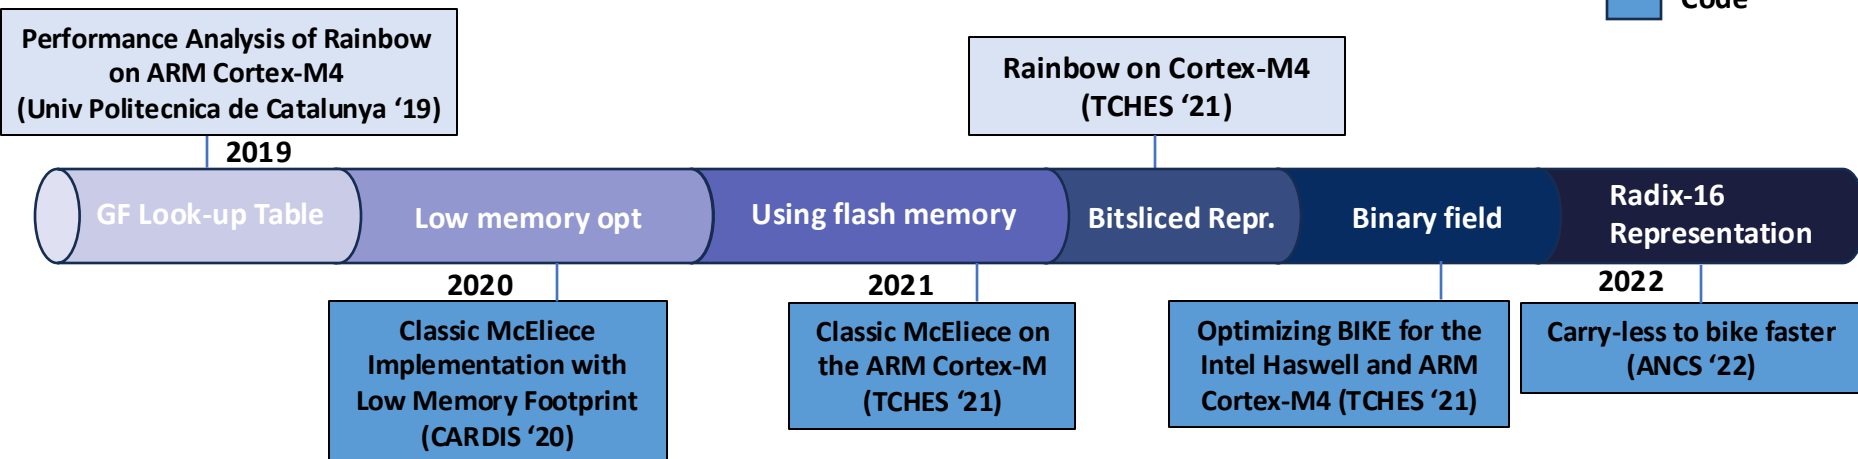 Code
Performance Analysis of Rainbow
on ARM Cortex-M4
(Univ Politecnica de Catalunya ‘19)
Rainbow on Cortex-M4
(TCHES ‘21)
2019
GF Look-up Table
Low memory opt
Using flash memory
Bitsliced Repr.
Binary field
Radix-16
Representation
2020
2021
2022
Classic McEliece
Implementation with
Low Memory Footprint
(CARDIS ‘20)
Classic McEliece on
the ARM Cortex-M
(TCHES ‘21)
Optimizing BIKE for the
Intel Haswell and ARM
Cortex-M4 (TCHES ‘21)
Carry-less to bike faster
(ANCS ‘22)